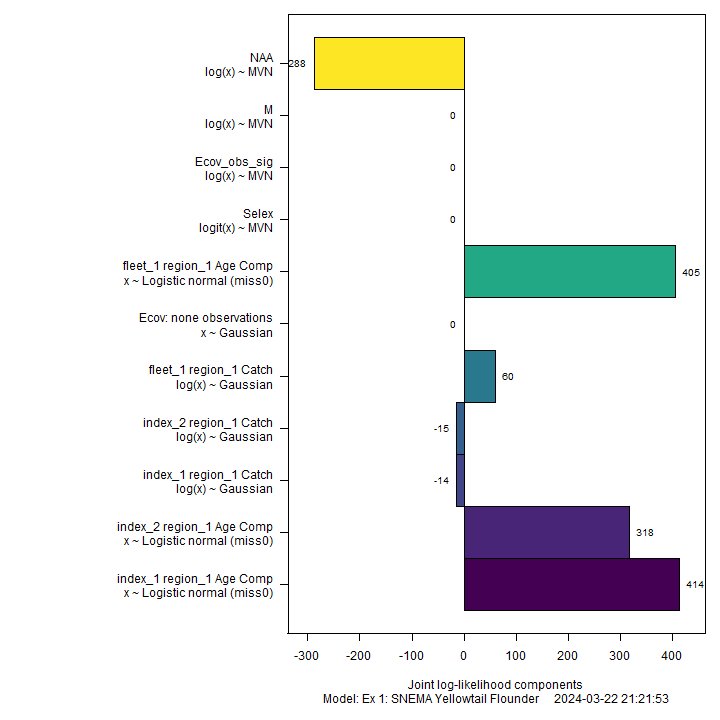 NAA
log(x) ~ MVN
288
M
log(x) ~ MVN
0
Ecov_obs_sig
log(x) ~ MVN
0
Selex
logit(x) ~ MVN
0
fleet_1 region_1 Age Comp
x ~ Logistic normal (miss0)
405
Ecov: none observations
x ~ Gaussian
0
fleet_1 region_1 Catch
log(x) ~ Gaussian
60
index_2 region_1 Catch
log(x) ~ Gaussian
-15
index_1 region_1 Catch
log(x) ~ Gaussian
-14
index_2 region_1 Age Comp
x ~ Logistic normal (miss0)
318
index_1 region_1 Age Comp
x ~ Logistic normal (miss0)
414
-300 -200 -100 0 100 200 300 400
Joint log-likelihood components
Model: Ex 1: SNEMA Yellowtail Flounder 2024-03-22 21:21:53